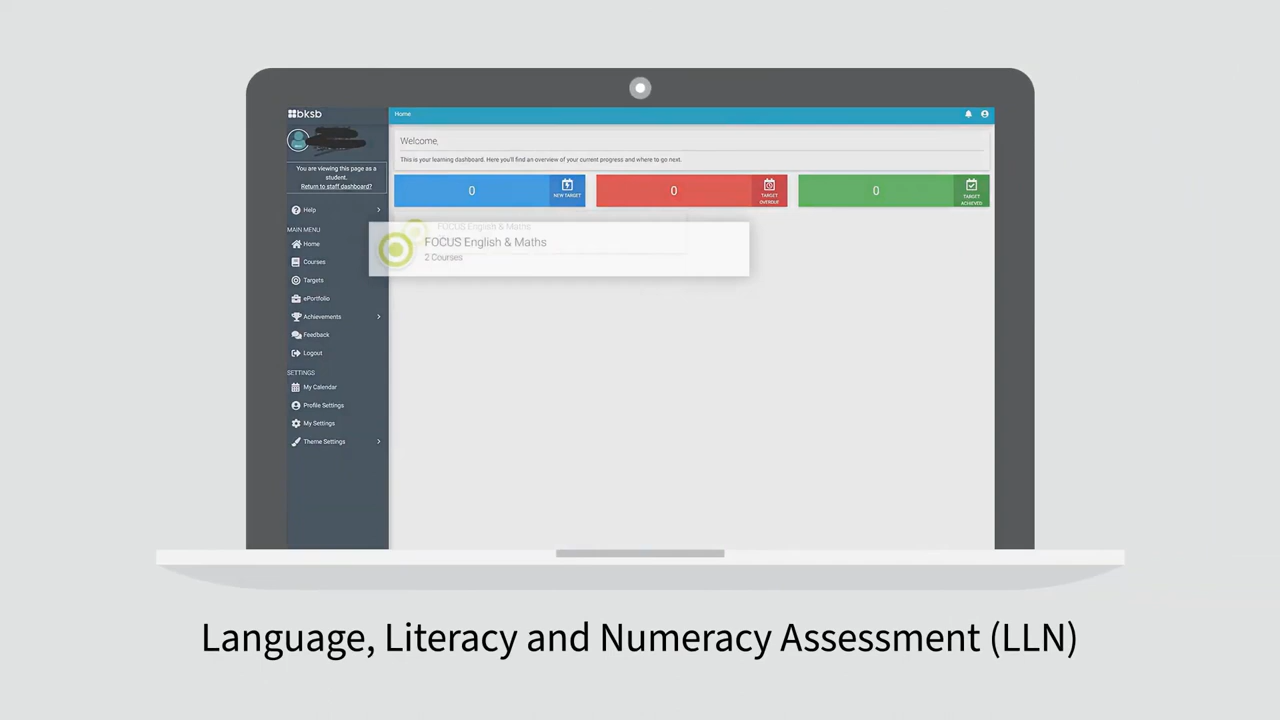 bksb
Home
You are viewing this page as a
student.
Return to staff dashboard?
Help
MAIN MENU
Home
Courses
Targets
ePortfolio
Achievements
Feedback
Logout
SETTINGS
My Calendar
Profile Settings
My Settings
Theme Settings
Welcome,
This is your learning dashboard. Here you'll find an overview of your current progress and where to go next.
0
NEW TARGET
0
TARGET
OVERDUE
0
TARGET
ACHIEVED
FOCUS English & Maths
FOCUS English & Maths
2 Courses
Language, Literacy and Numeracy Assessment (LLN)